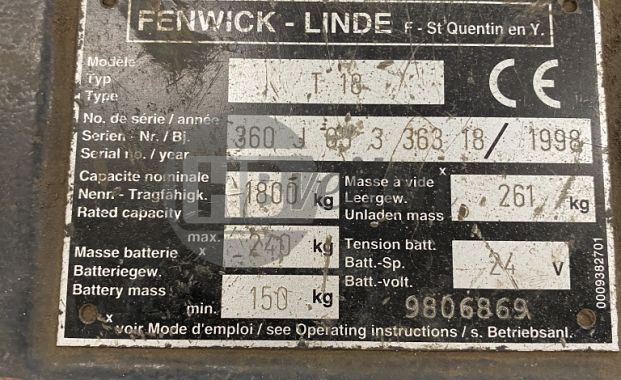 FENWICK - LINDE F - St Quentin en Y.
Modèle
Typ
Type
T 18
CE
No. de série / année
Serien - Nr. / Bj.
Serial no. / year
360 J 3 363 18/ 1998
Capacite nominale
Nenn. - Tragfähigk.
Rated capacity
1800 kg
Masse à vide
Leergew.
Unladen mass
x
261 kg
Masse batterie
Batteriegew.
Battery mass
max.
x
240 kg
min.
150 kg
Tension batt.
Batt.-Sp.
Batt.-volt.
24 V
9806869
0009382701
x
voir Mode d'emploi / see Operating instructions / s. Betriebsanl.